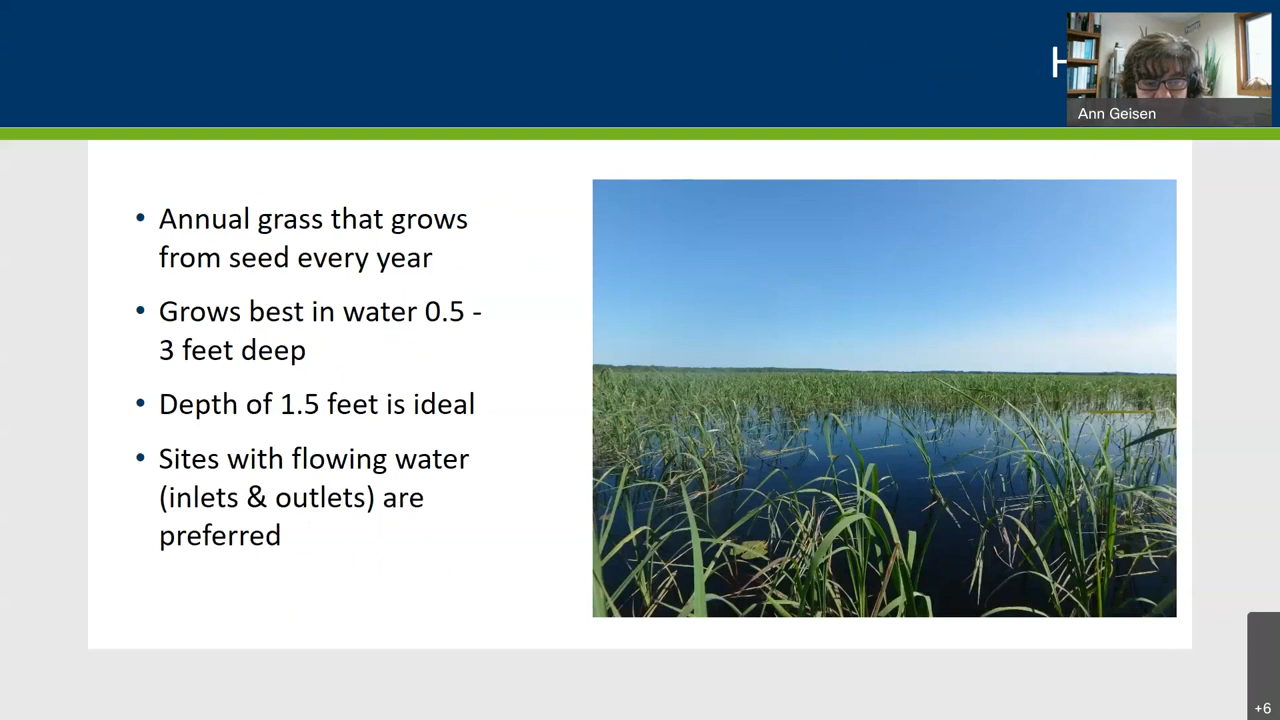 H
Ann Geisen
• Annual grass that grows
from seed every year
• Grows best in water 0.5 -
3 feet deep
• Depth of 1.5 feet is ideal
• Sites with flowing water
(inlets & outlets) are
preferred
+6